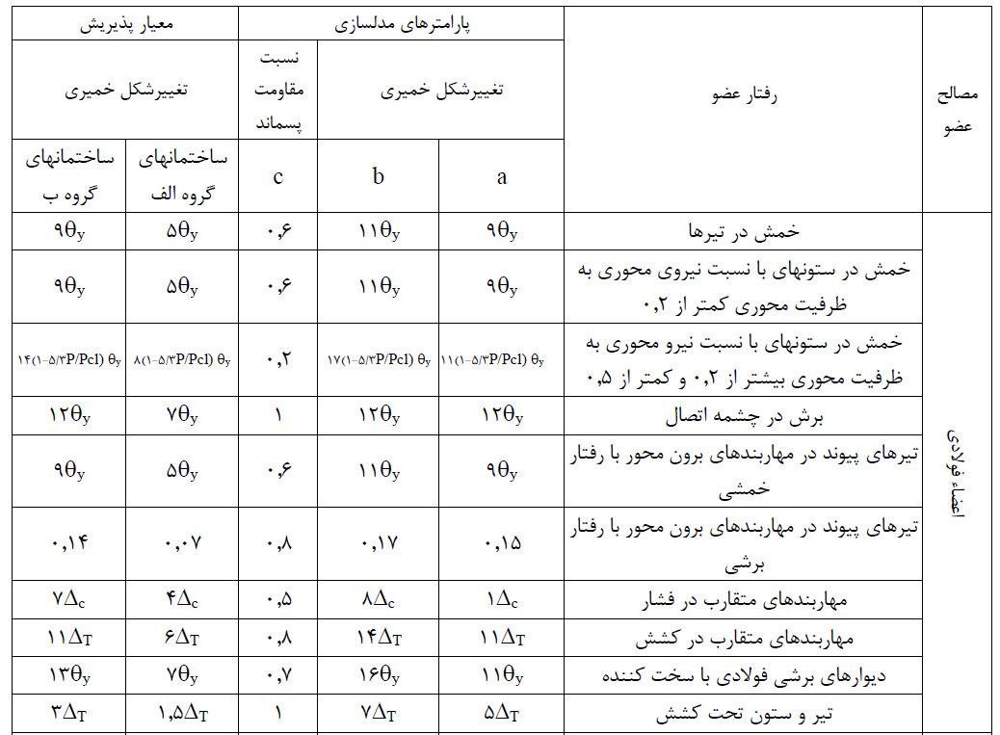 مصالح عضو
رفتار عضو
پارامترهای مدلسازی
معیار پذیریش
تغییرشکل خمیری
نسبت مقاومت پسماند
تغییرشکل خمیری
a
b
c
ساختمانهای گروه الف
ساختمانهای گروه ب
اعضاء فولادی
خمش در تیرها
۹θy
۱۱θy
۰٫۶
۵θy
۹θy
خمش در ستونهای با نسبت نیروی محوری به
ظرفیت محوری کمتر از ۰٫۲
۹θy
۱۱θy
۰٫۶
۵θy
۹θy
خمش در ستونهای با نسبت نیرو محوری به
ظرفیت محوری بیشتر از ۰٫۲ و کمتر از ۰٫۵
۱۱(۱-۵/۳P/Pcl) θy
۱۷(۱-۵/۳P/Pcl) θy
۰٫۲
۸(۱-۵/۳P/Pcl) θy
۱۴(۱-۵/۳P/Pcl) θy
برش در چشمه اتصال
۱۲θy
۱۲θy
۱
۷θy
۱۲θy
تیرهای پیوند در مهاربندهای برون محور با رفتار
خمشی
۹θy
۱۱θy
۰٫۶
۵θy
۹θy
تیرهای پیوند در مهاربندهای برون محور با رفتار
برشی
۰٫۱۵
۰٫۱۷
۰٫۸
۰٫۰۷
۰٫۱۴
مهاربندهای متقارب در فشار
۱Δc
۸Δc
۰٫۵
۴Δc
۷Δc
مهاربندهای متقارب در کشش
۱۱ΔT
۱۴ΔT
۰٫۸
۶ΔT
۱۱ΔT
دیوارهای برشی فولادی با سخت کننده
۱۱θy
۱۶θy
۰٫۷
۷θy
۱۳θy
تیر و ستون تحت کشش
۵ΔT
۷ΔT
۱
۱٫۵ΔT
۳ΔT